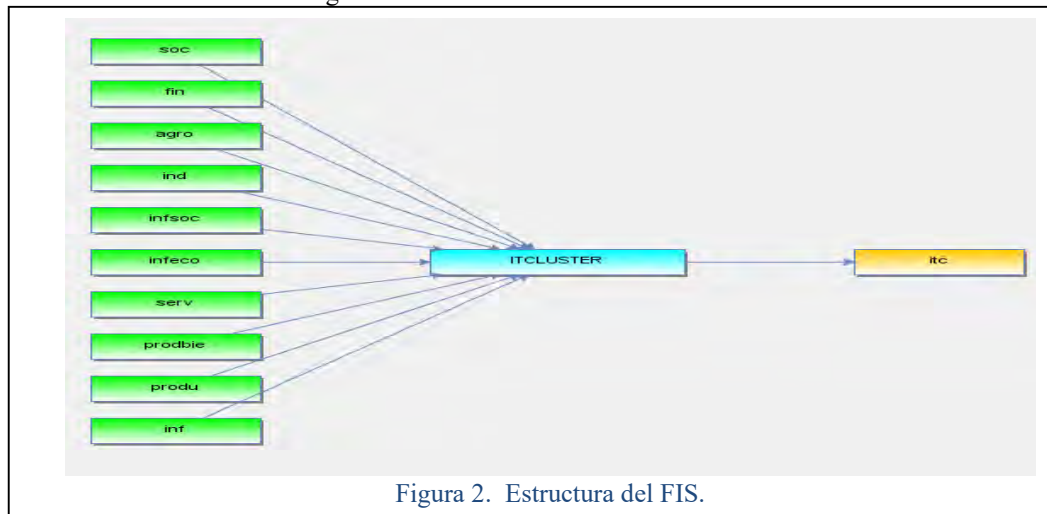 soc
fin
agro
ind
infsoc
infeco
ITCLUSTER
itc
serv
prodbie
produ
inf
Figura 2. Estructura del FIS.